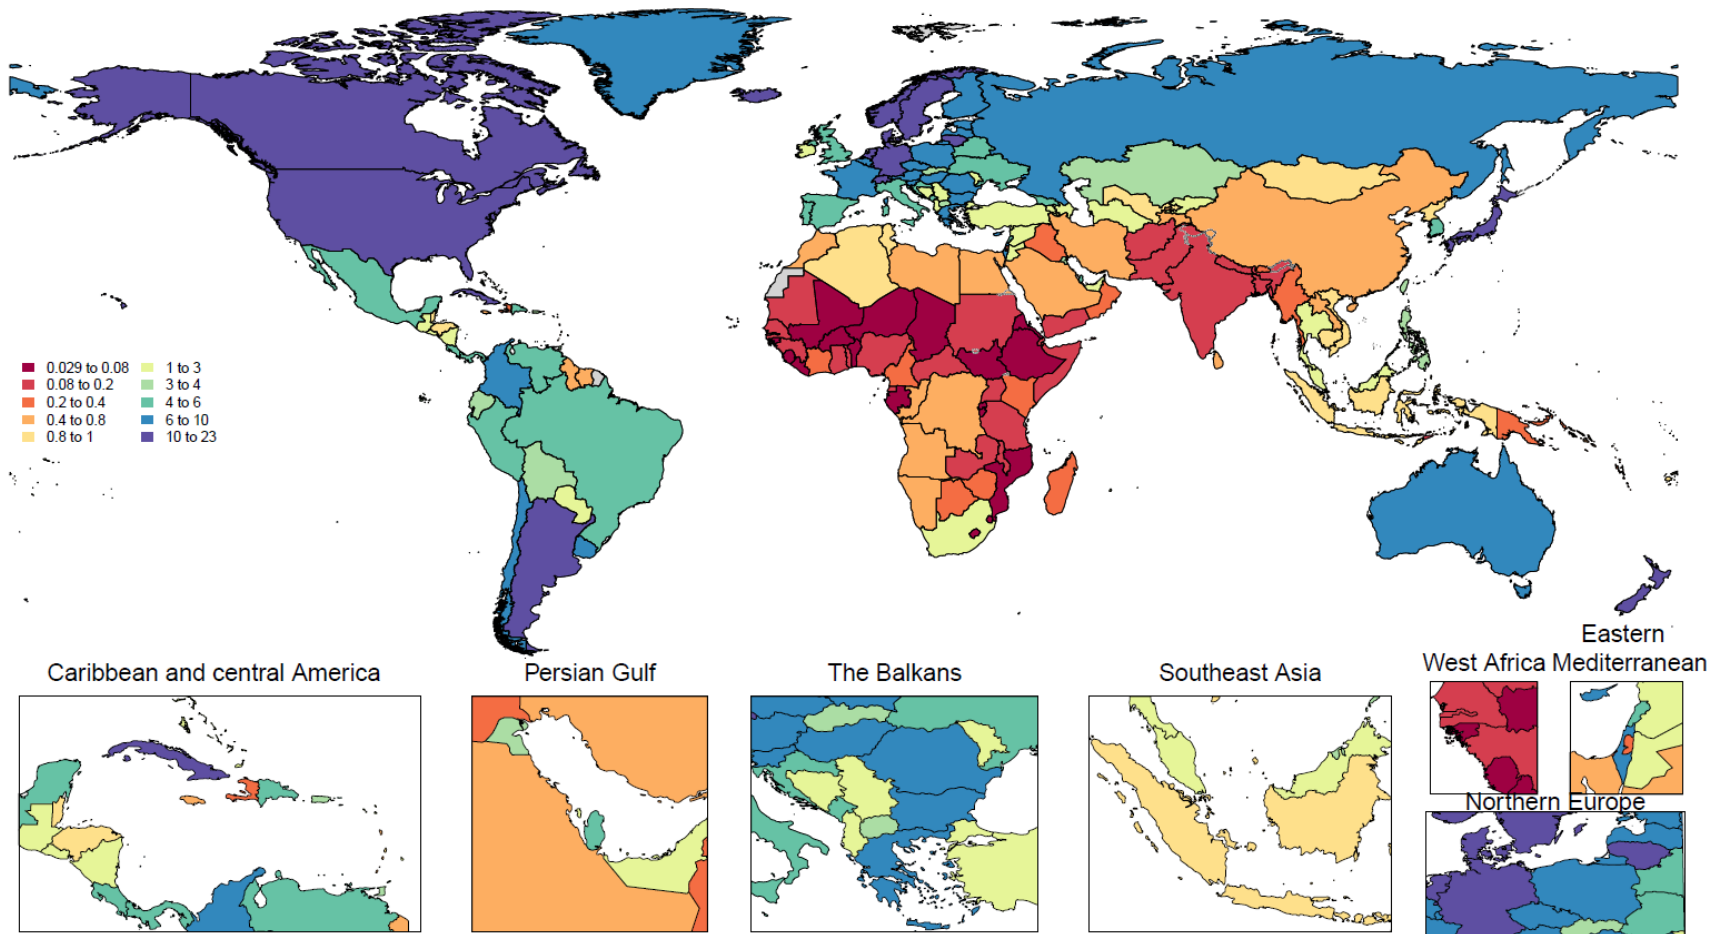 0.029 to 0.08
0.08 to 0.2
0.2 to 0.4
0.4 to 0.8
0.8 to 1
1 to 3
3 to 4
4 to 6
6 to 10
10 to 23
Caribbean and central America
Persian Gulf
The Balkans
Southeast Asia
West Africa
Eastern
Mediterranean
Northern Europe